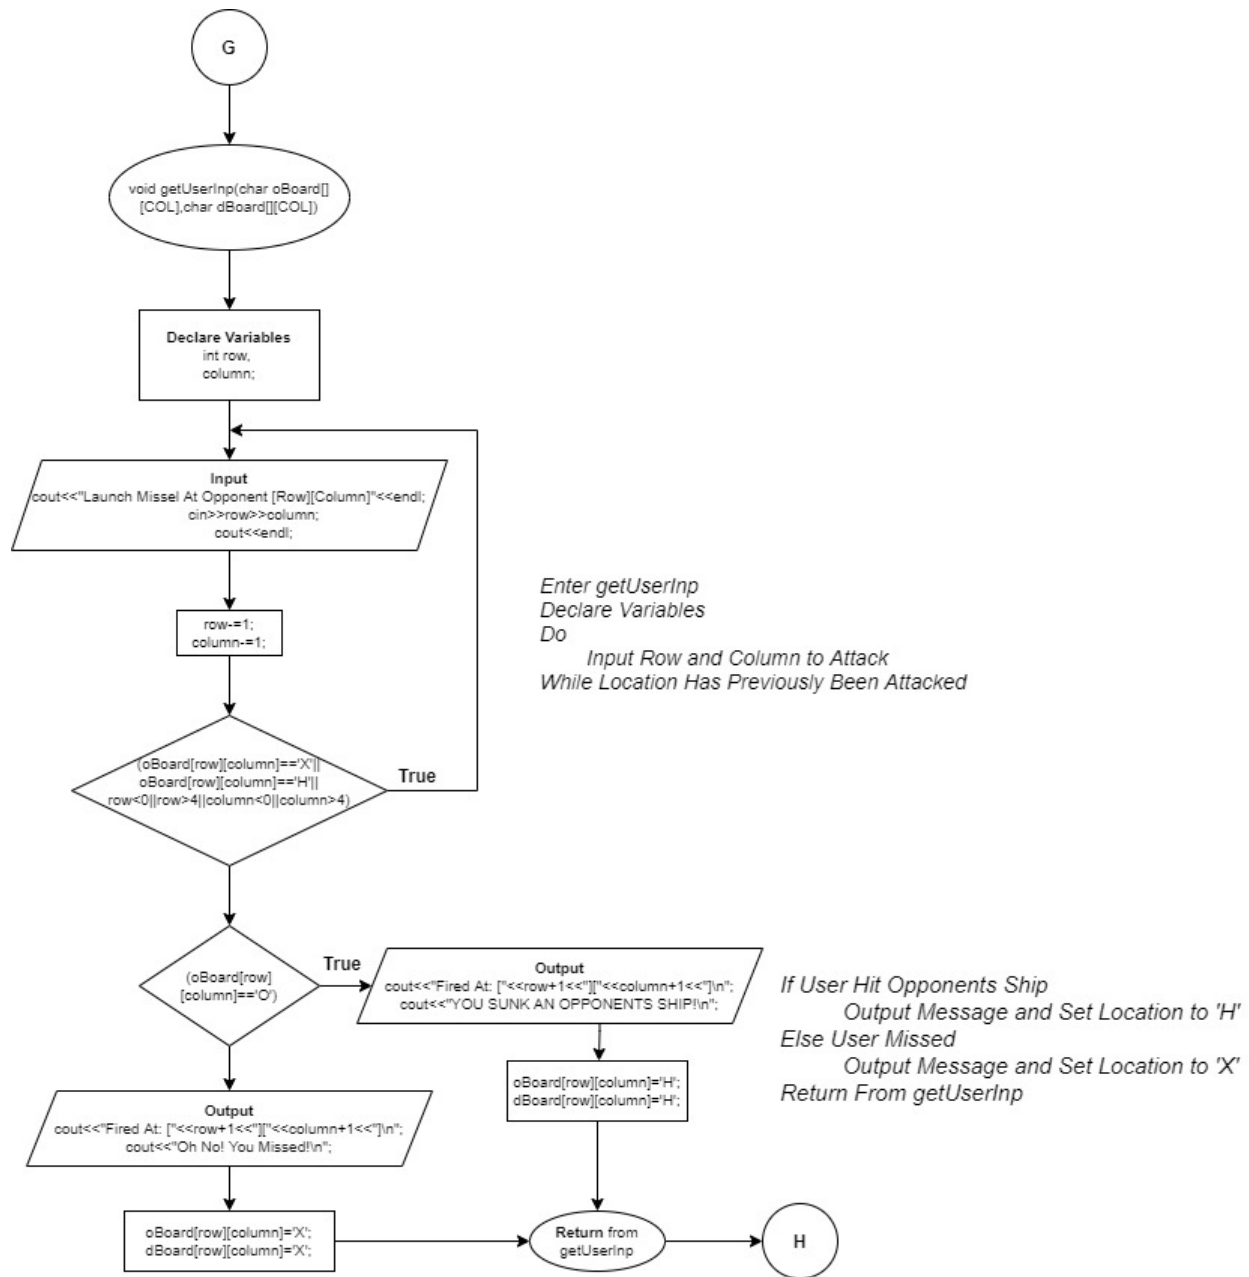 G
void getUserInp(char oBoard[]
[COL],char dBoard[][COL])
Declare Variables
int row,
column;
Input
cout<<"Launch Missel At Opponent [Row][Column]"<<endl;
cin>>row>>column;
cout<<endl;
row-=1;
column-=1;
Enter getUserInp
Declare Variables
Do
Input Row and Column to Attack
While Location Has Previously Been Attacked
(oBoard[row][column]=='X'||
oBoard[row][column]=='H'||
row<0||row>4||column<0||column>4)
True
(oBoard[row]
[column]=='O')
True
Output
cout<<"Fired At: ["<<row+1<<"]["<<column+1<<"]\n";
cout<<"YOU SUNK AN OPPONENTS SHIP!\n";
If User Hit Opponents Ship
Output Message and Set Location to 'H'
Else User Missed
Output Message and Set Location to 'X'
Return From getUserInp
oBoard[row][column]='H';
dBoard[row][column]='H';
Output
cout<<"Fired At: ["<<row+1<<"]["<<column+1<<"]\n";
cout<<"Oh No! You Missed!\n";
oBoard[row][column]='X';
dBoard[row][column]='X';
Return from
getUserInp
H